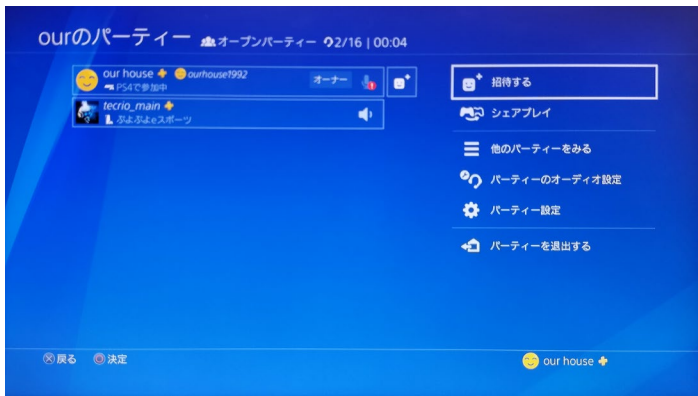 ourのパーティー オープンパーティー 2/16 | 00:04
our house ourhouse1992 オーナー
PS4で参加中
tecrio_main
ぷよぷよeスポーツ
招待する
シェアプレイ
他のパーティーをみる
パーティーのオーディオ設定
パーティー設定
パーティーを退出する
戻る 決定
our house